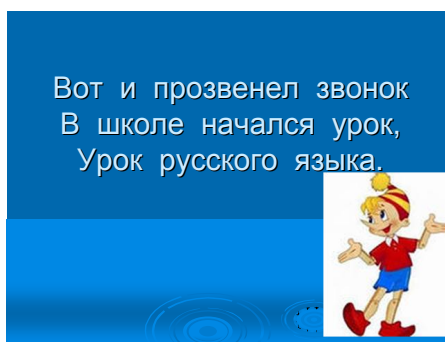 Вот и прозвенел звонок
В школе начался урок,
Урок русского языка.